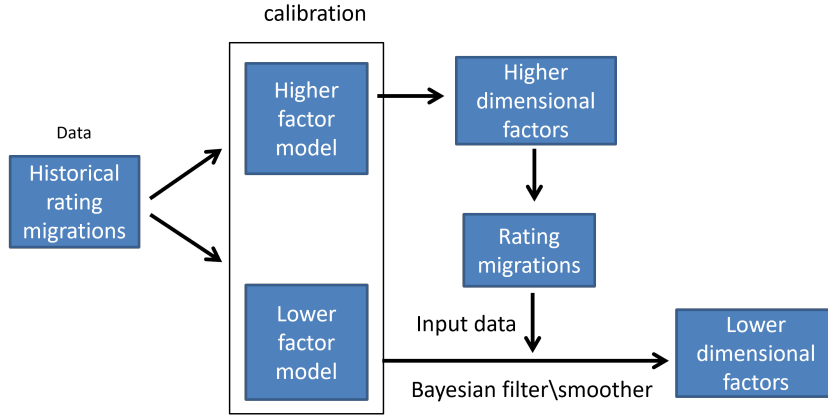 calibration
Data
Historical
rating
migrations
Higher
factor
model
Higher
dimensional
factors
Rating
migrations
Lower
factor
model
Input data
Bayesian filter\smoother
Lower
dimensional
factors